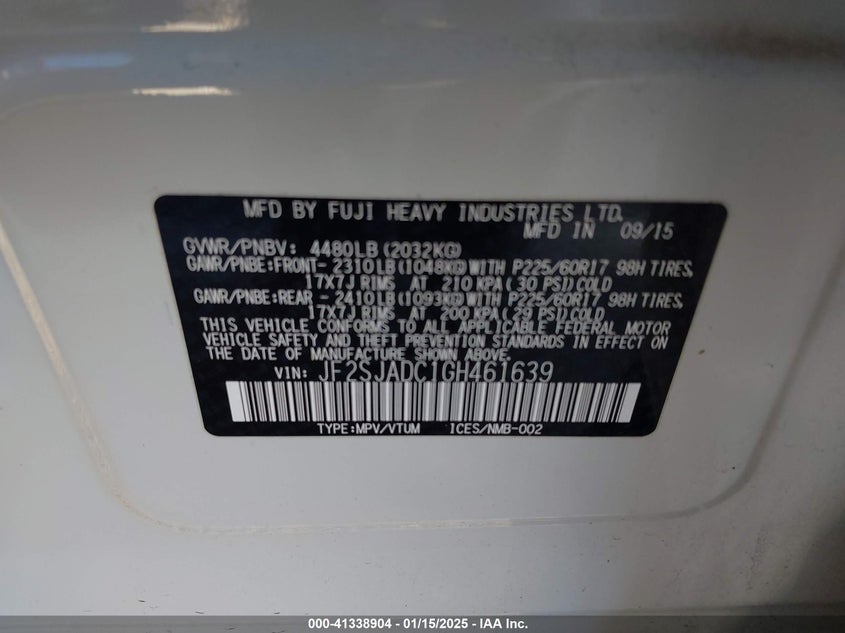 MFD BY FUJI HEAVY INDUSTRIES LTD.
MFD IN 09/15
GVWR/PNBV: 4480LB(2032KG)
GAWR/PNBE:FRONT- 2310LB(1048KG)WITH P225/60R17 98H TIRES,
17X7J RIMS AT 210 KPA(30 PSI)COLD
GAWR/PNBE:REAR - 2410LB(1093KG)WITH P225/60R17 98H TIRES,
17X7J RIMS AT 200 KPA(29 PSI)COLD
THIS VEHICLE CONFORMS TO ALL APPLICABLE FEDERAL MOTOR
VEHICLE SAFETY AND THEFT PREVENTION STANDARDS IN EFFECT ON
THE DATE OF MANUFACTURE SHOWN ABOVE.
VIN: JF2SJADC1GH461639
TYPE:MPV/VTUM ICES/NMB-002
000-41338904 - 01/15/2025 - IAA Inc.